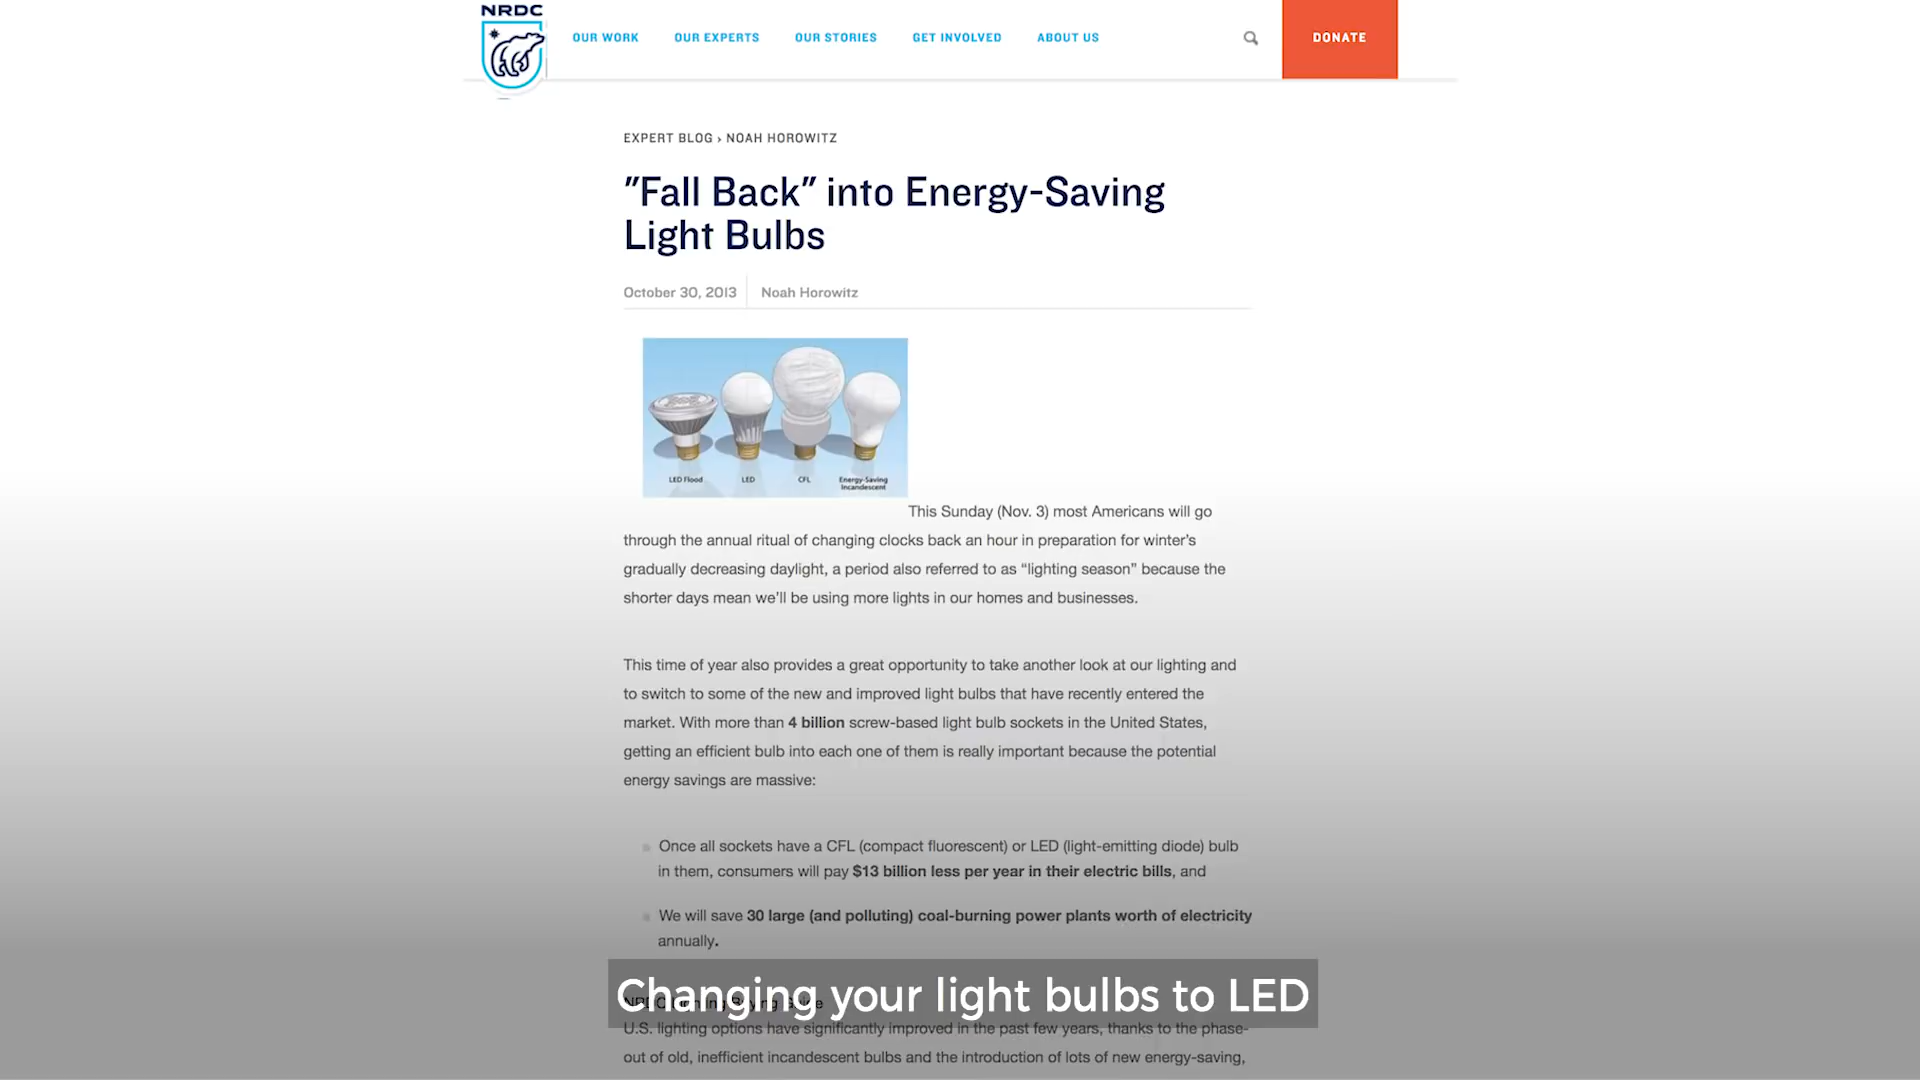 NRDC
OUR WORK
OUR EXPERTS
OUR STORIES
GET INVOLVED
ABOUT US
DONATE
EXPERT BLOG › NOAH HOROWITZ
"Fall Back" into Energy-Saving
Light Bulbs
October 30, 2013
Noah Horowitz
LED Flood
LED
CFL
Energy-Saving
Incandescent
This Sunday (Nov. 3) most Americans will go
through the annual ritual of changing clocks back an hour in preparation for winter's
gradually decreasing daylight, a period also referred to as “lighting season” because the
shorter days mean we'll be using more lights in our homes and businesses.
This time of year also provides a great opportunity to take another look at our lighting and
to switch to some of the new and improved light bulbs that have recently entered the
market. With more than 4 billion screw-based light bulb sockets in the United States,
getting an efficient bulb into each one of them is really important because the potential
energy savings are massive:
Once all sockets have a CFL (compact fluorescent) or LED (light-emitting diode) bulb
in them, consumers will pay $13 billion less per year in their electric bills, and
We will save 30 large (and polluting) coal-burning power plants worth of electricity
annually.
Changing your light bulbs to LED
U.S. lighting options have significantly improved in the past few years, thanks to the phase-
out of old, inefficient incandescent bulbs and the introduction of lots of new energy-saving,